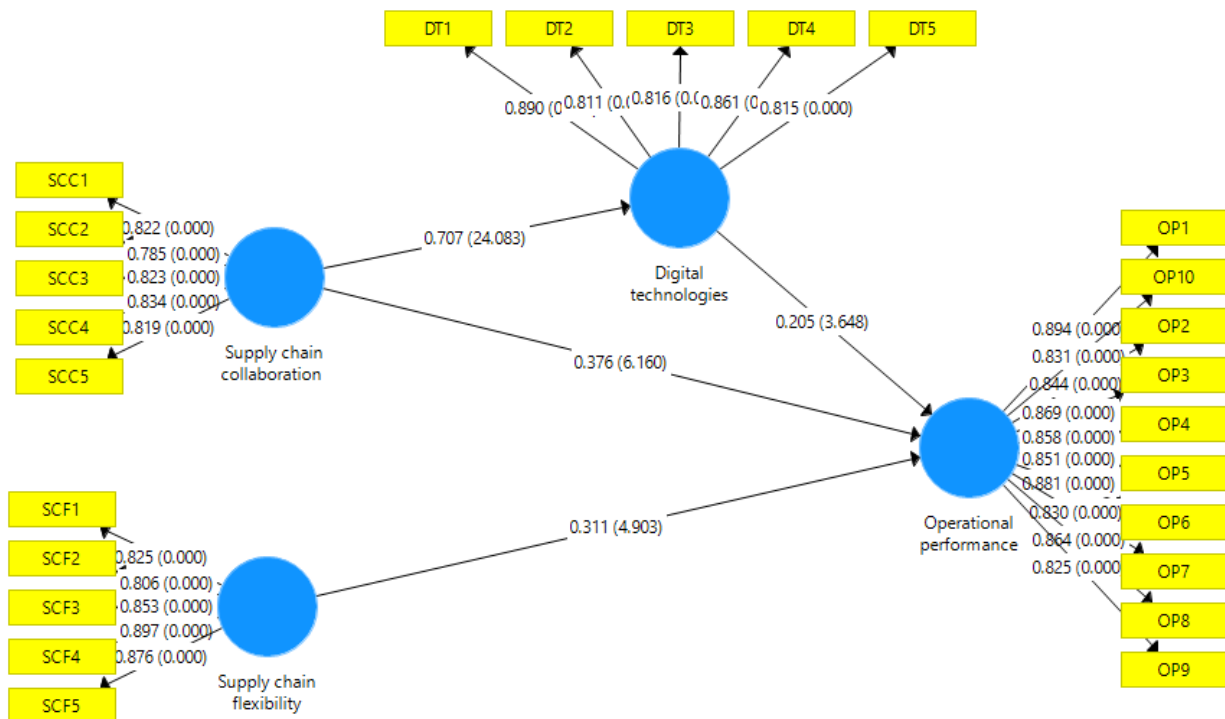 DT1
DT2
DT3
DT4
DT5
0.890 (0
0.811 (0
0.816 (0.0
0.861 (0
0.815 (0.000)
SCC1
SCC2
SCC3
SCC4
SCC5
0.822 (0.000)
0.785 (0.000)
0.823 (0.000)
0.834 (0.000)
0.819 (0.000)
Supply chain
collaboration
0.707 (24.083)
Digital
technologies
0.205 (3.648)
0.376 (6.160)
0.311 (4.903)
SCF1
SCF2
SCF3
SCF4
SCF5
0.825 (0.000)
0.806 (0.000)
0.853 (0.000)
0.897 (0.000)
0.876 (0.000)
Supply chain
flexibility
Operational
performance
0.894 (0.000
0.831 (0.000)
0.844 (0.000)
0.869 (0.000)
0.858 (0.000)
0.851 (0.000)
0.881 (0.000)
0.830 (0.000)
0.864 (0.000)
0.825 (0.000)
OP1
OP10
OP2
OP3
OP4
OP5
OP6
OP7
OP8
OP9